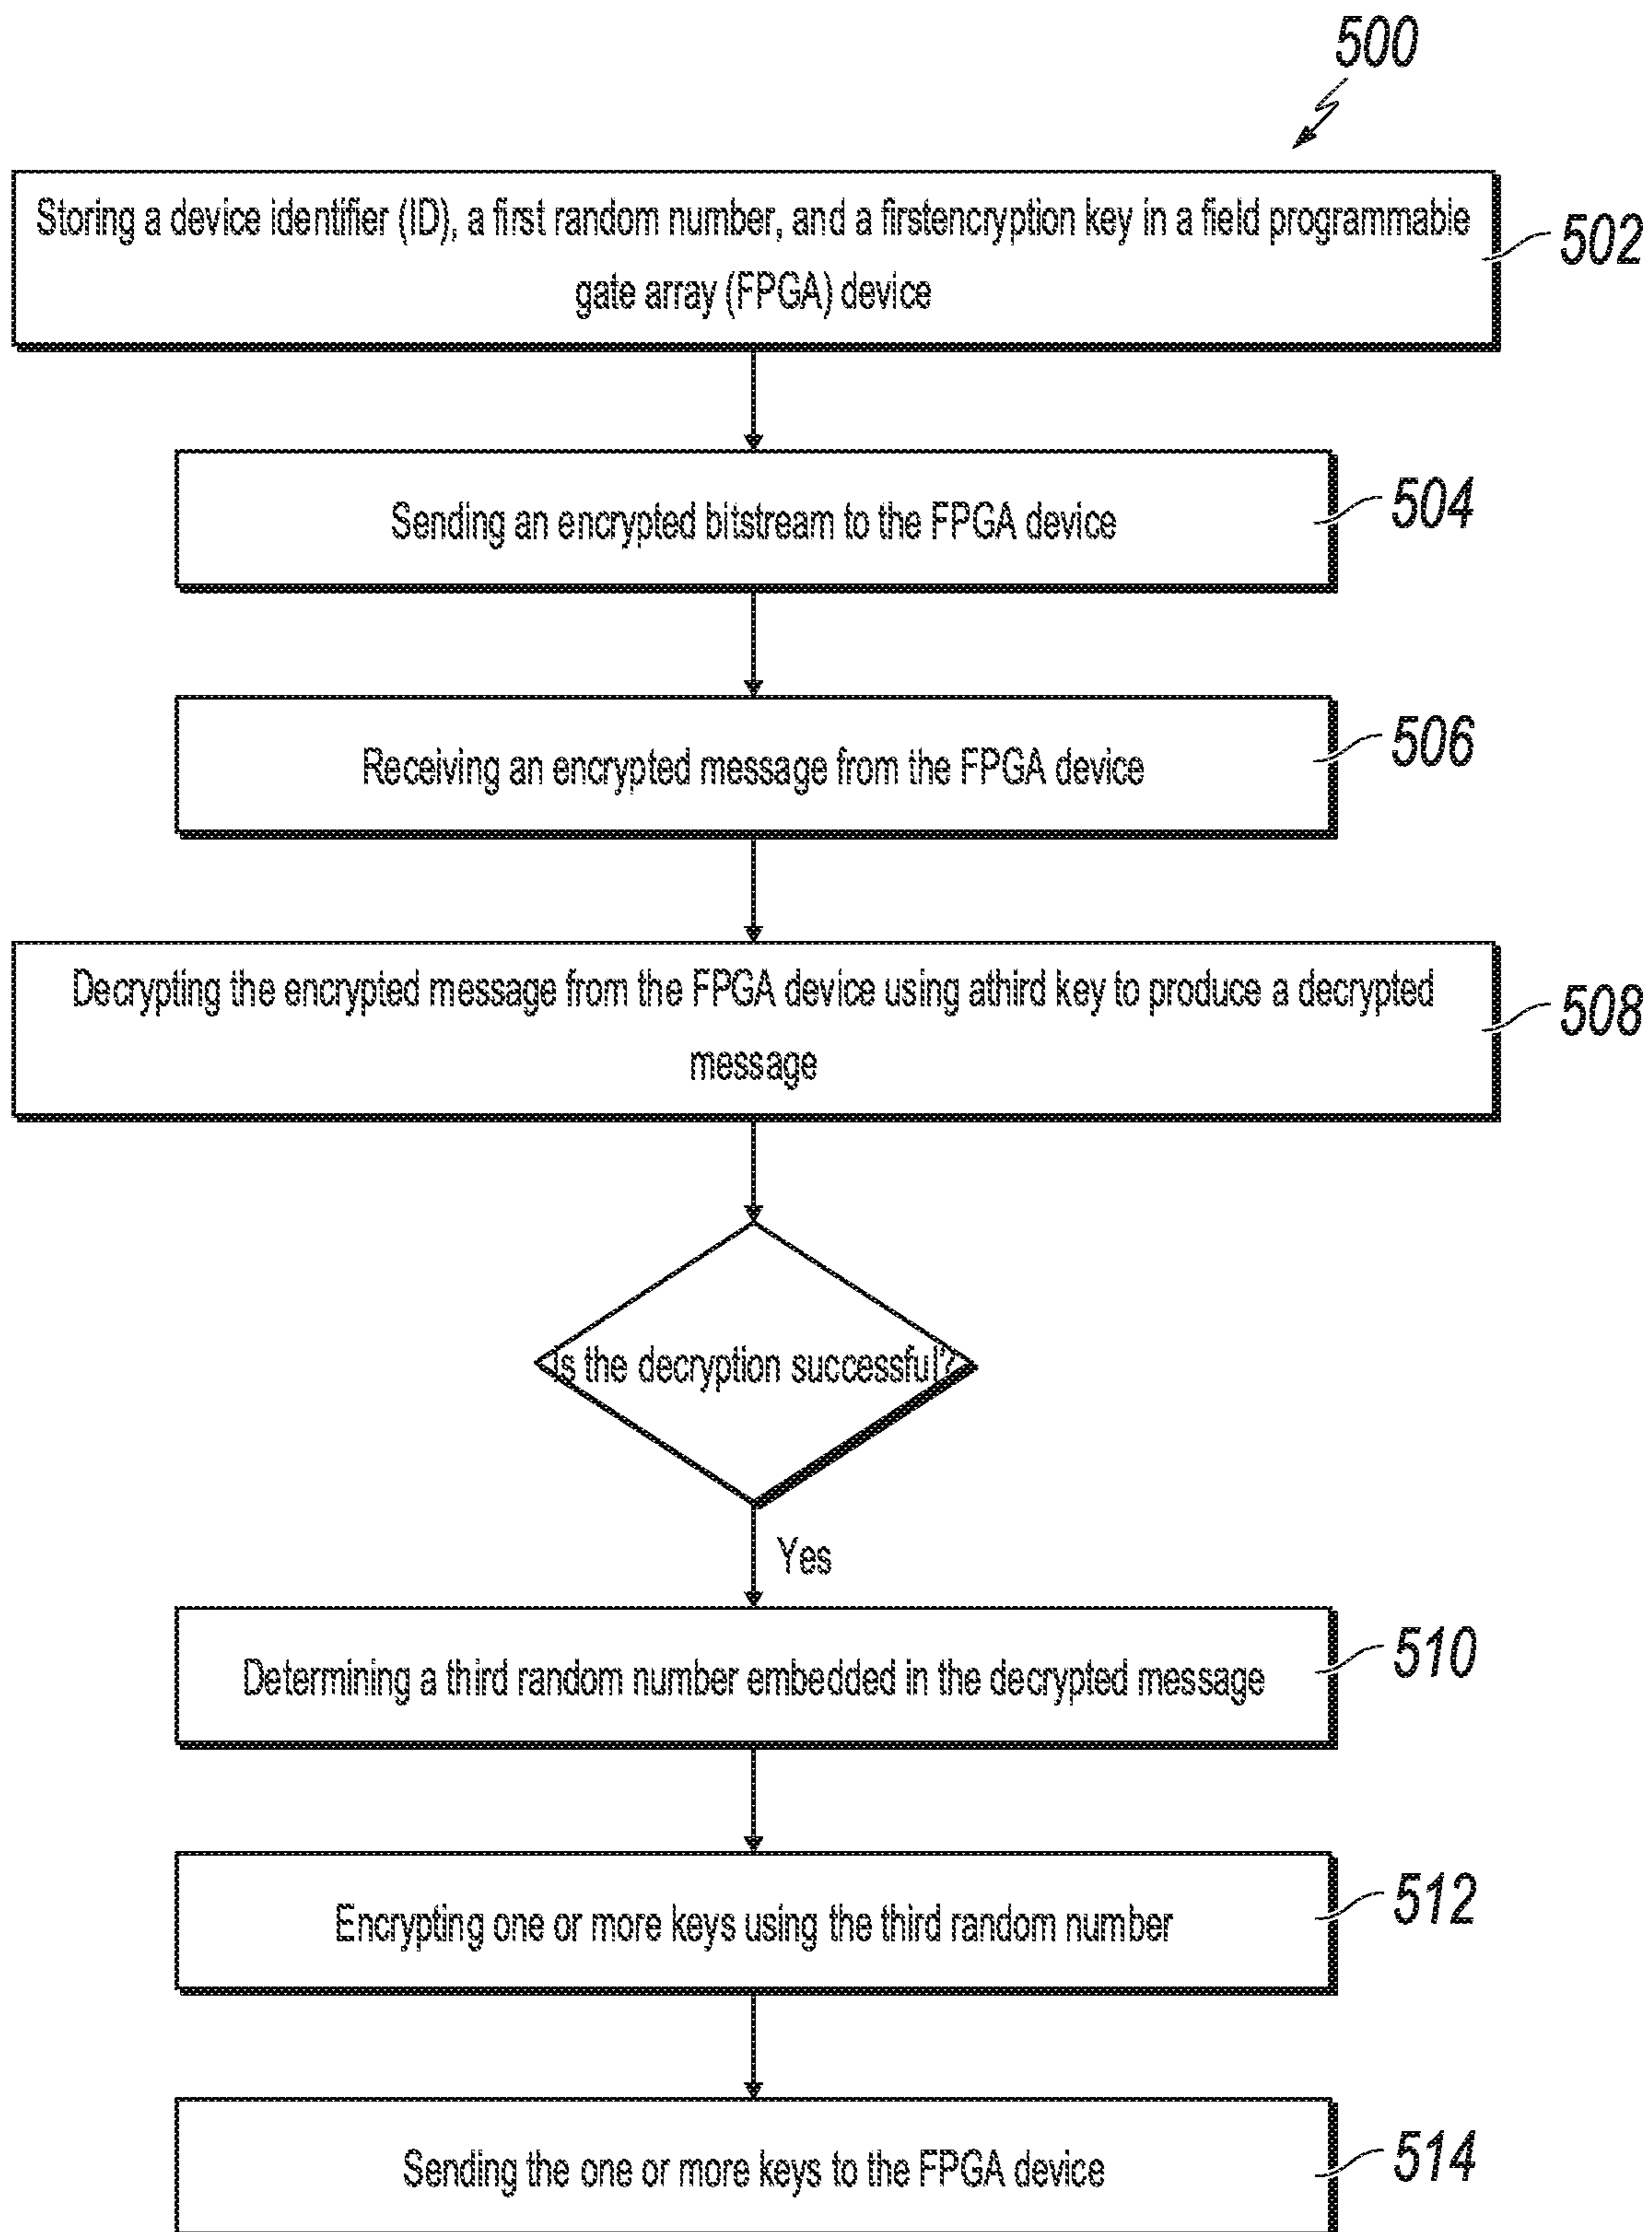 500
Storing a device identifier (ID), a first random number, and a firstencryption key in a field programmable
gate array (FPGA) device
502
Sending an encrypted bitstream to the FPGA device
504
Receiving an encrypted message from the FPGA device
506
Decrypting the encrypted message from the FPGA device using athird key to produce a decrypted
message
508
Is the decryption successful?
Yes
Determining a third random number embedded in the decrypted message
510
Encrypting one or more keys using the third random number
512
Sending the one or more keys to the FPGA device
514